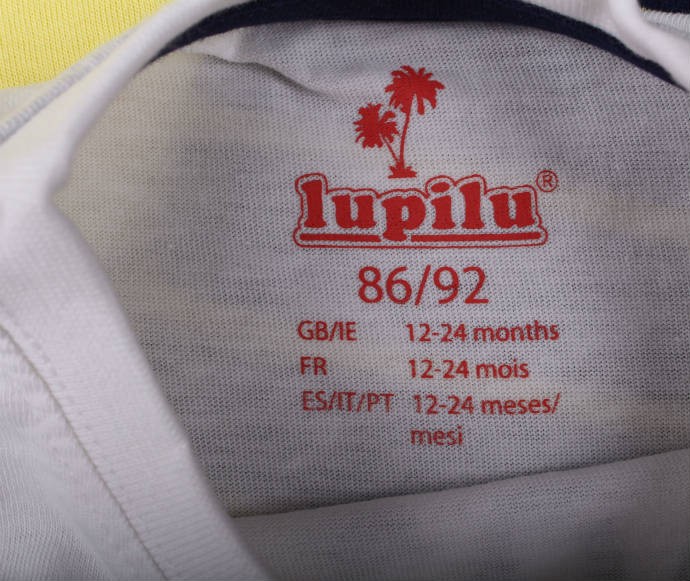 lupilu®
86/92
GB/IE 12-24 months
FR 12-24 mois
ES/IT/PT 12-24 meses/
mesi